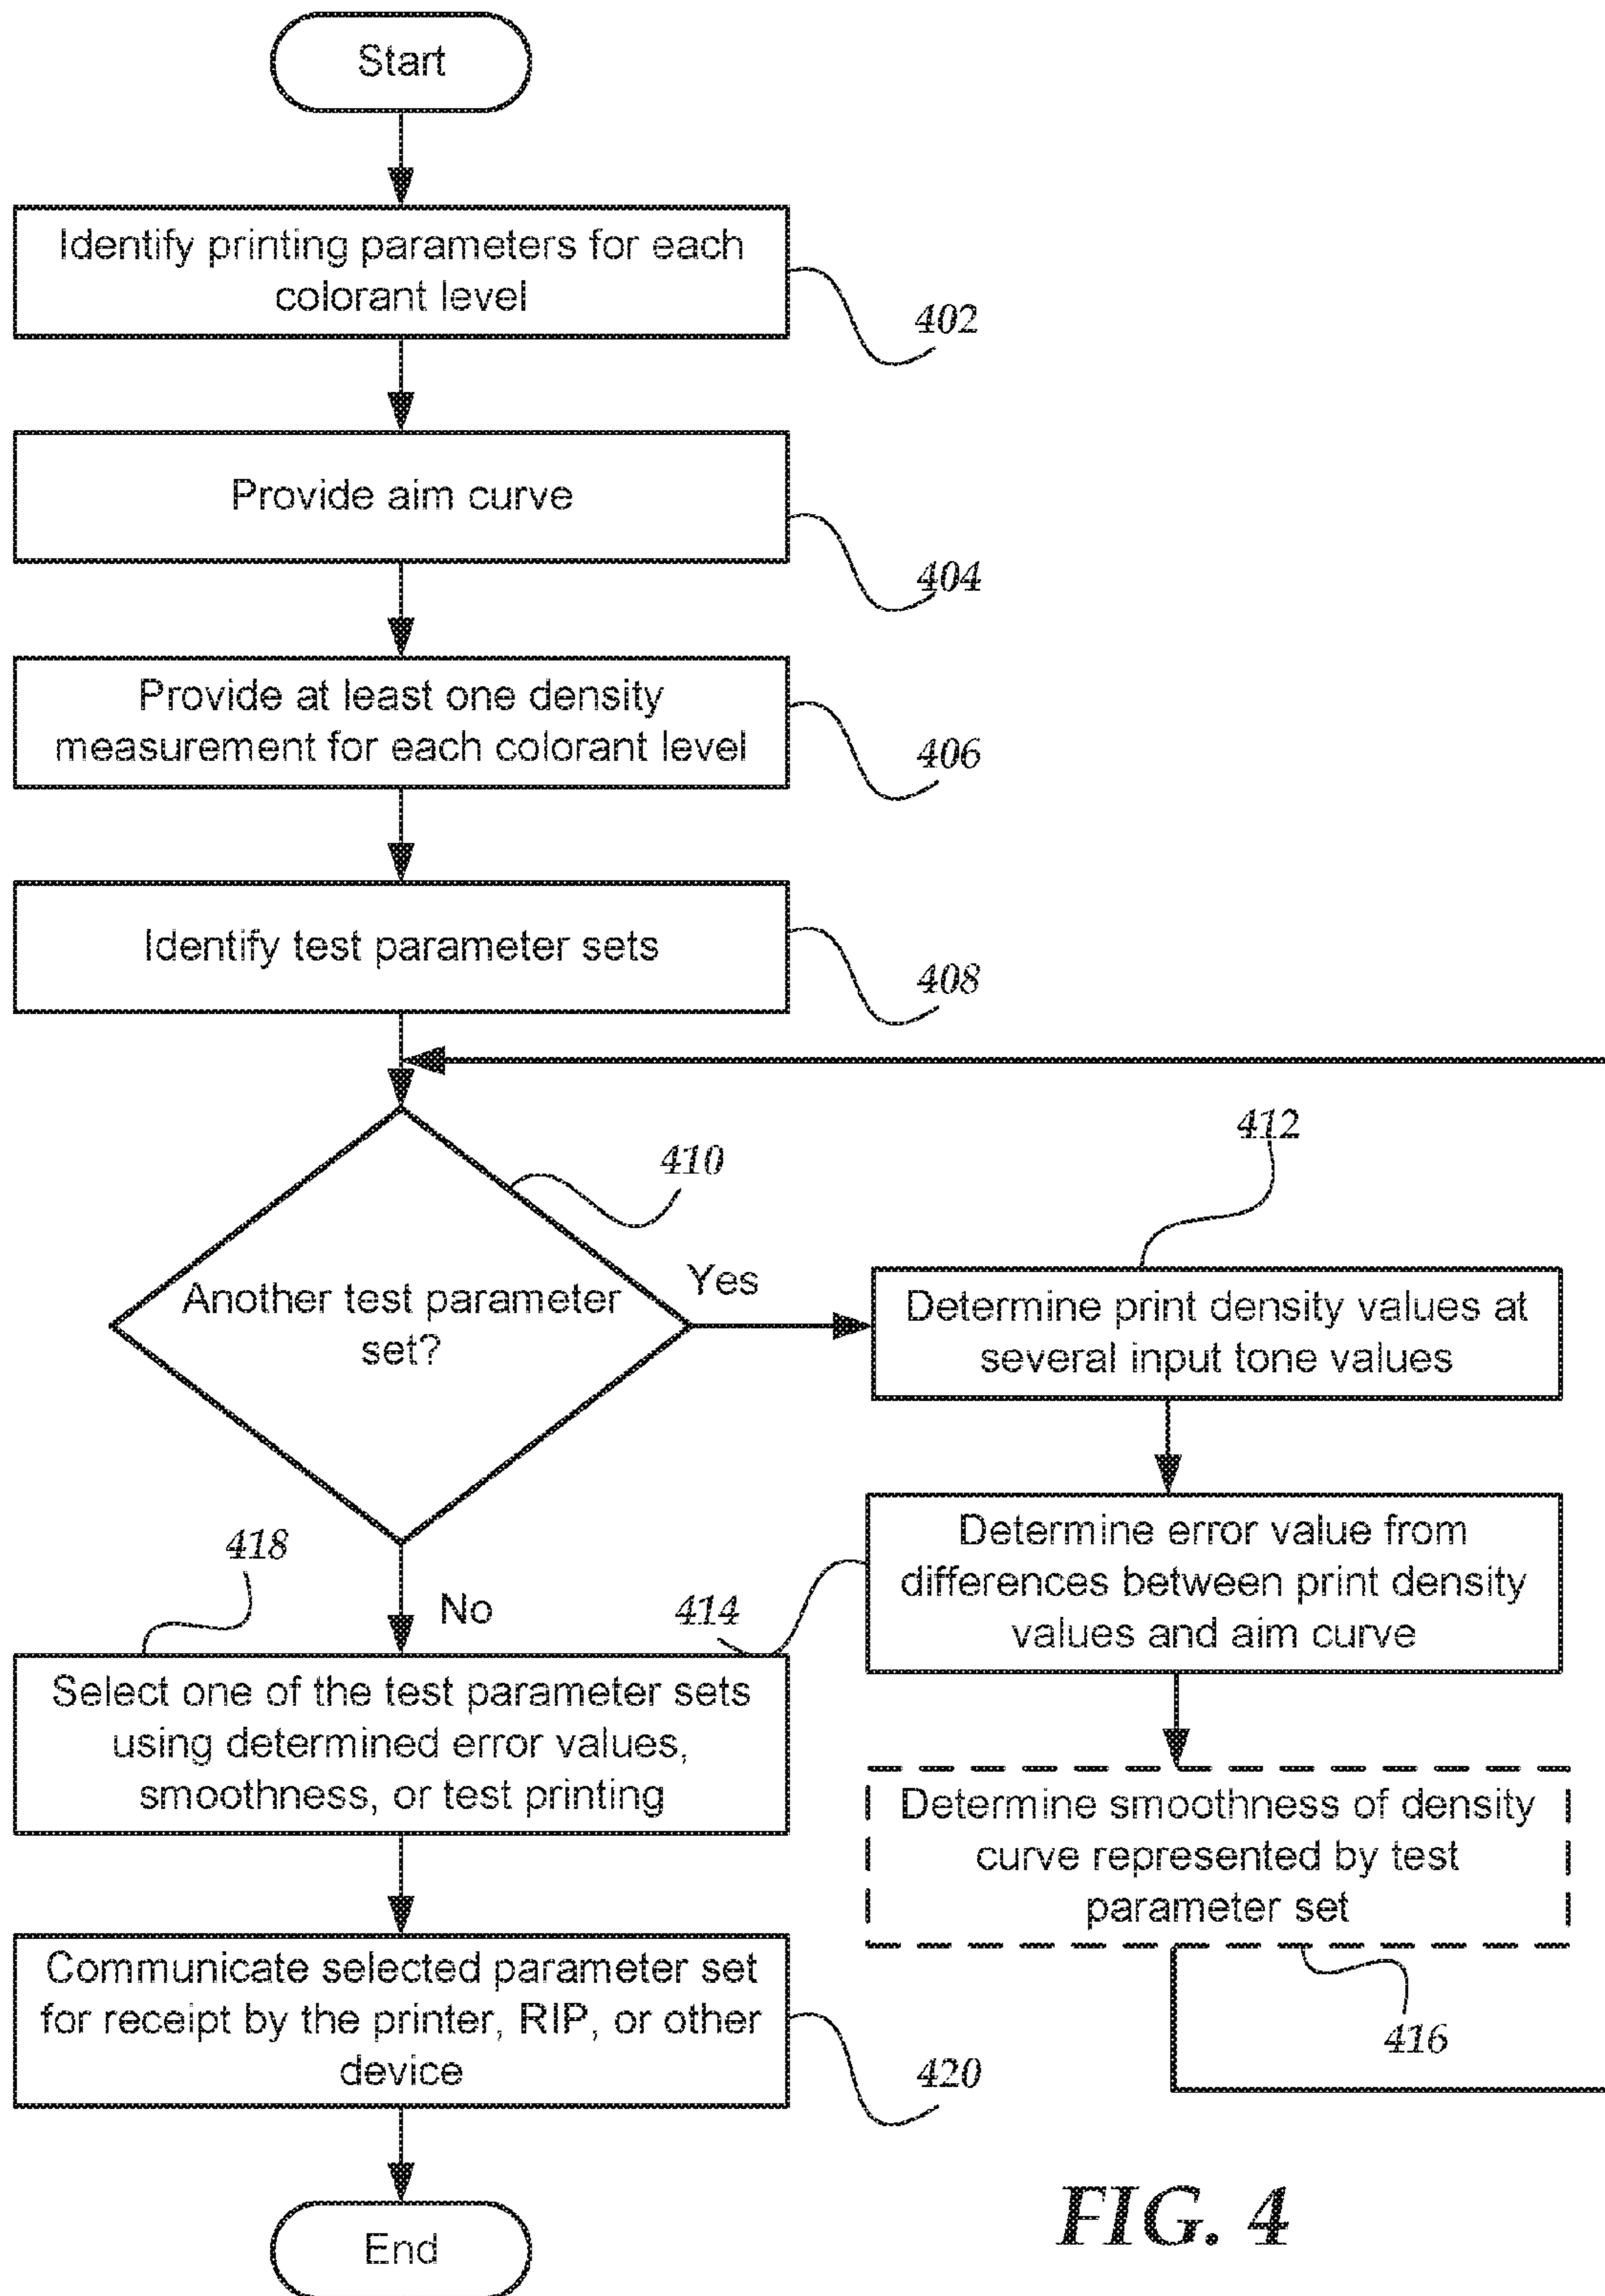 Start
Identify printing parameters for each
colorant level
402
Provide aim curve
404
Provide at least one density
measurement for each colorant level
406
Identify test parameter sets
408
410
Another test parameter
set?
Yes
No
412
Determine print density values at
several input tone values
414
Determine error value from
differences between print density
values and aim curve
Determine smoothness of density
curve represented by test
parameter set
416
418
Select one of the test parameter sets
using determined error values,
smoothness, or test printing
Communicate selected parameter set
for receipt by the printer, RIP, or other
device
420
End
FIG. 4